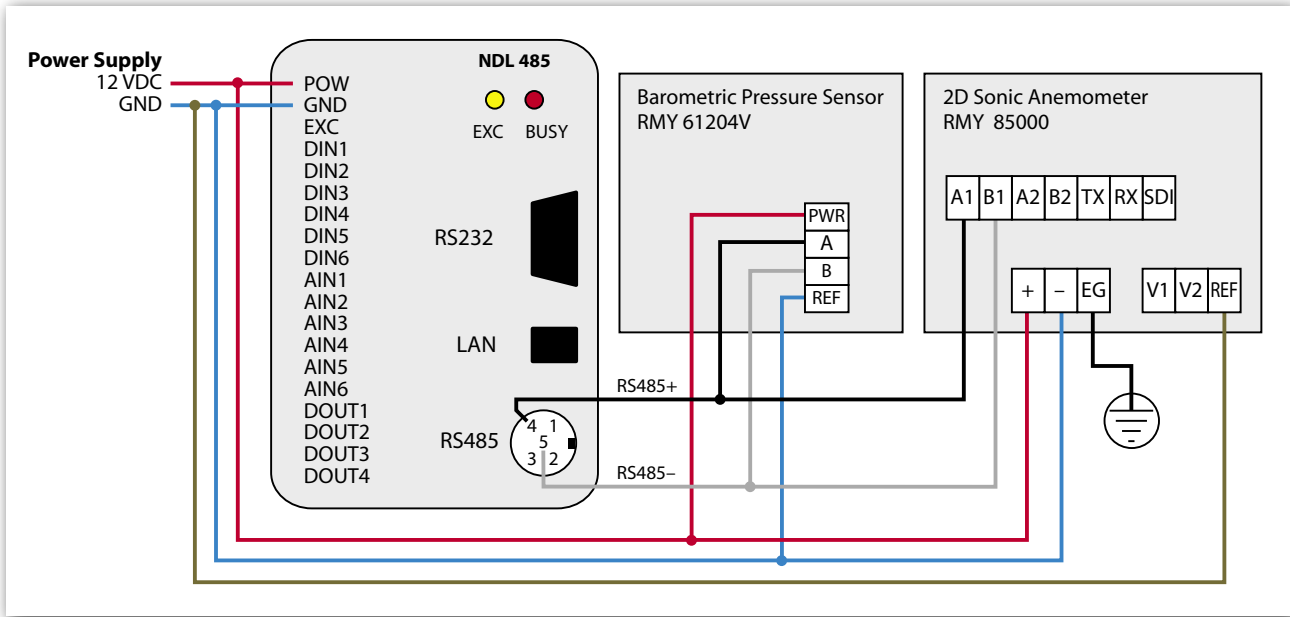 Power Supply
12 VDC
GND
NDL 485
POW
GND
EXC
DIN1
DIN2
DIN3
DIN4
DIN5
DIN6
AIN1
AIN2
AIN3
AIN4
AIN5
AIN6
DOUT1
DOUT2
DOUT3
DOUT4
EXC BUSY
RS232
LAN
RS485
4 1
5
3 2
RS485+
RS485−
Barometric Pressure Sensor
RMY 61204V
PWR
A
B
REF
2D Sonic Anemometer
RMY 85000
A1 B1 A2 B2 TX RX SDI
+ − EG V1 V2 REF